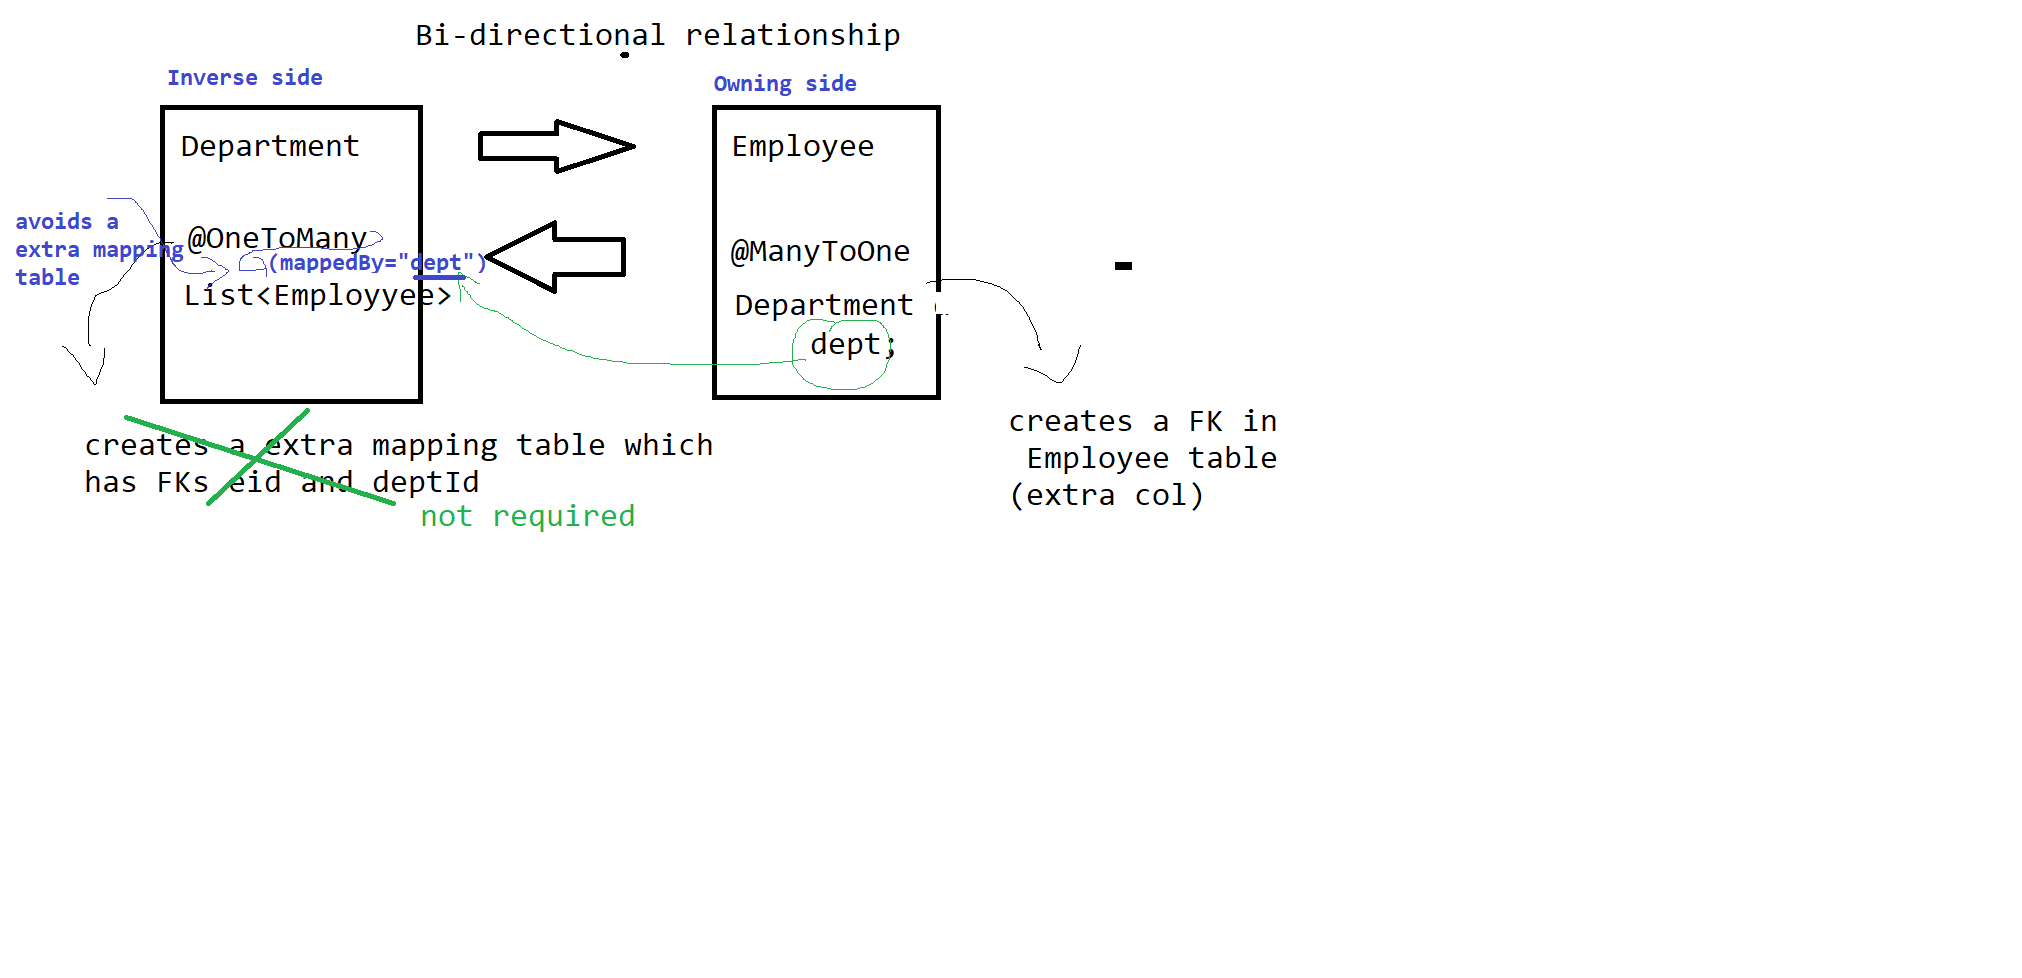 Bi-directional relationship
Inverse side
Owning side
Department
Employee
avoids a
extra mapping
table
@OneToMany
(mappedBy="dept")
List<Employyee>
@ManyToOne
Department
dept;
creates a extra mapping table which
has FKs eid and deptId
not required
creates a FK in
Employee table
(extra col)